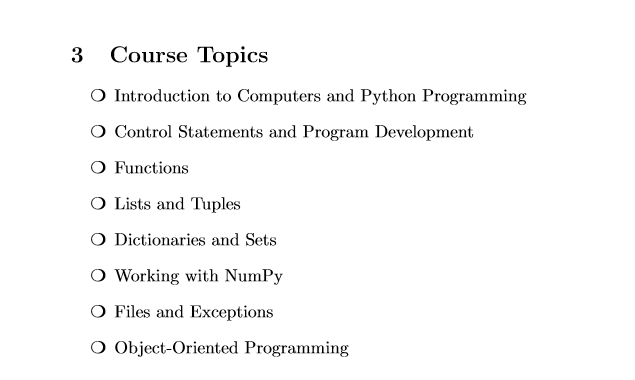 3 Course Topics
❍ Introduction to Computers and Python Programming
❍ Control Statements and Program Development
❍ Functions
❍ Lists and Tuples
❍ Dictionaries and Sets
❍ Working with NumPy
❍ Files and Exceptions
❍ Object-Oriented Programming